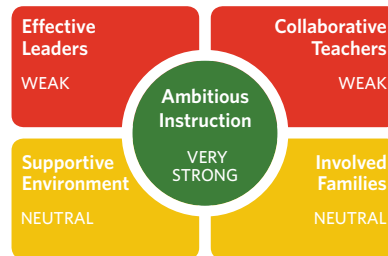 Effective
Leaders
WEAK
Collaborative
Teachers
WEAK
Ambitious
Instruction
VERY
STRONG
Supportive
Environment
NEUTRAL
Involved
Families
NEUTRAL